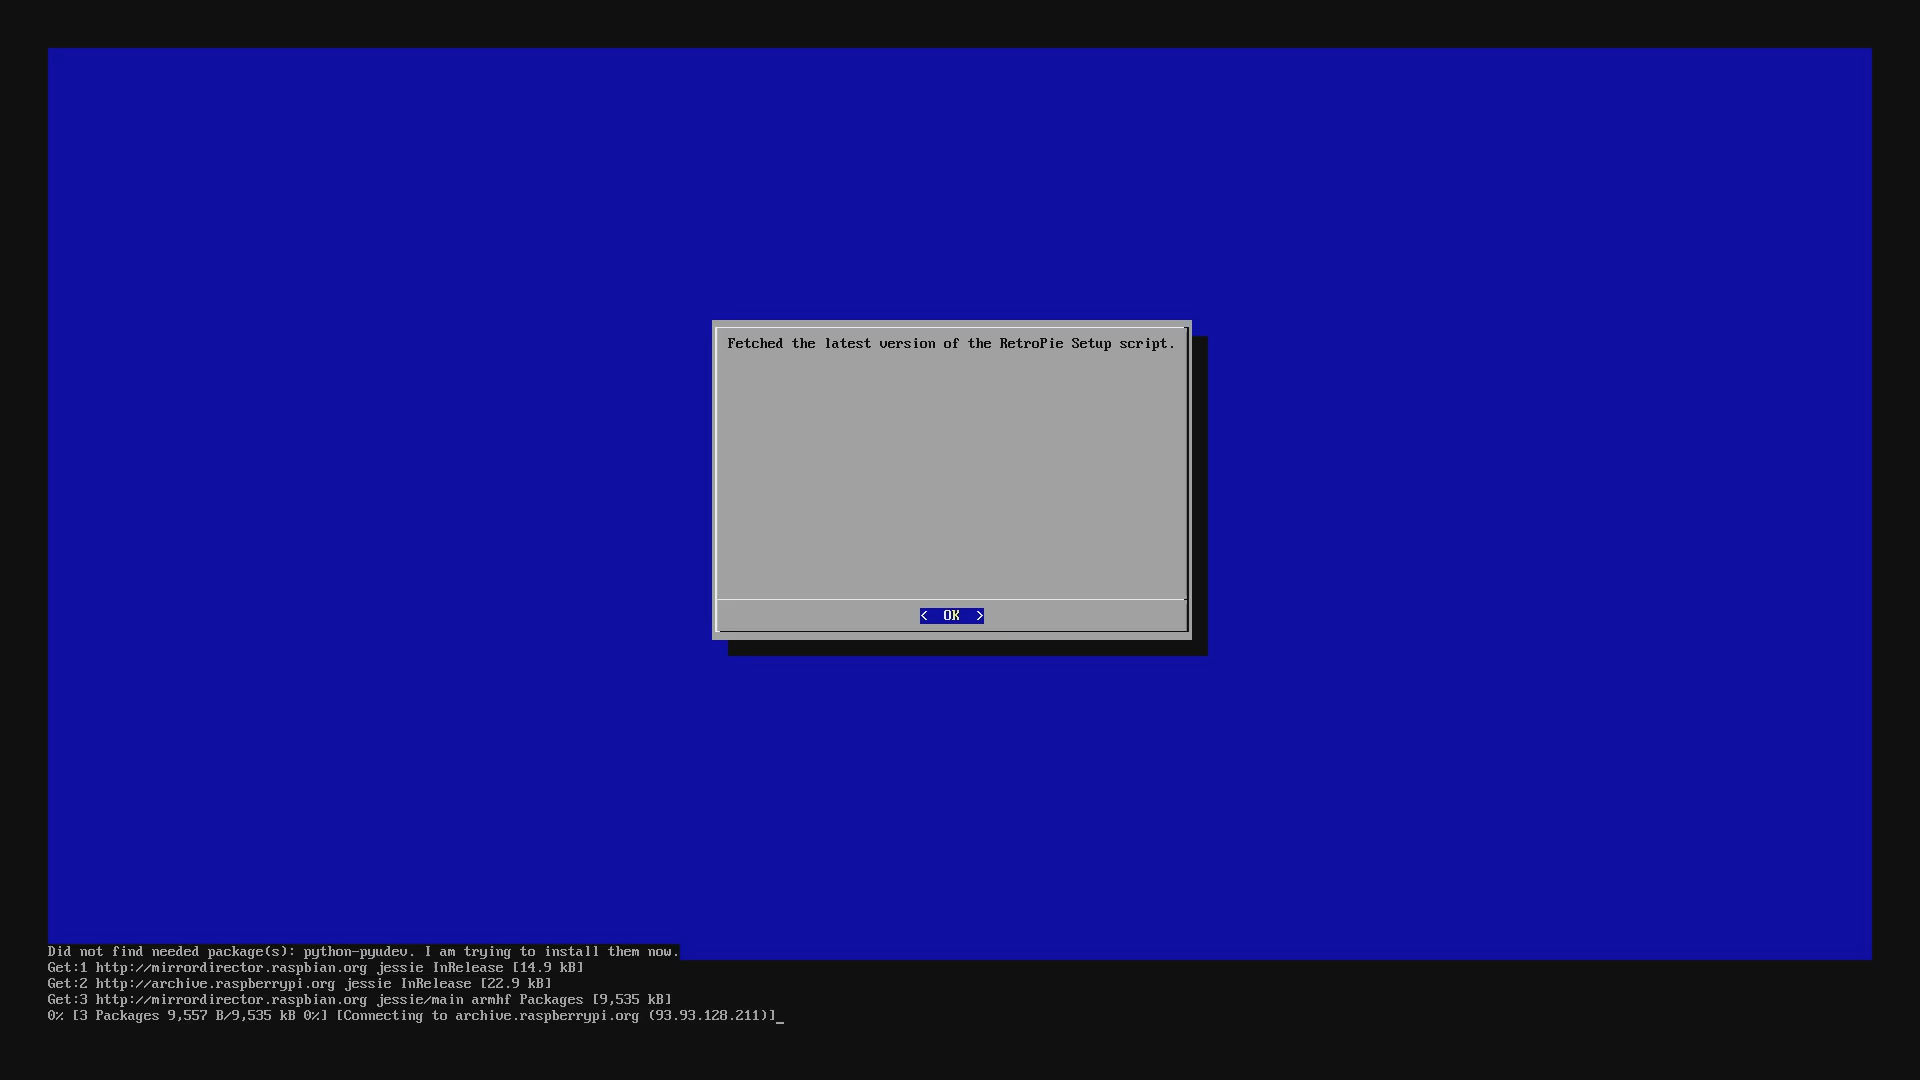 Fetched the latest version of the RetroPie Setup script.
<  OK  >
Did not find needed package(s): python-pyudev. I am trying to install them now.
Get:1 http://mirrordirector.raspbian.org jessie InRelease [14.9 kB]
Get:2 http://archive.raspberrypi.org jessie InRelease [22.9 kB]
Get:3 http://mirrordirector.raspbian.org jessie/main armhf Packages [9,535 kB]
0% [3 Packages 9,557 B/9,535 kB 0%] [Connecting to archive.raspberrypi.org (93.93.128.211)]_